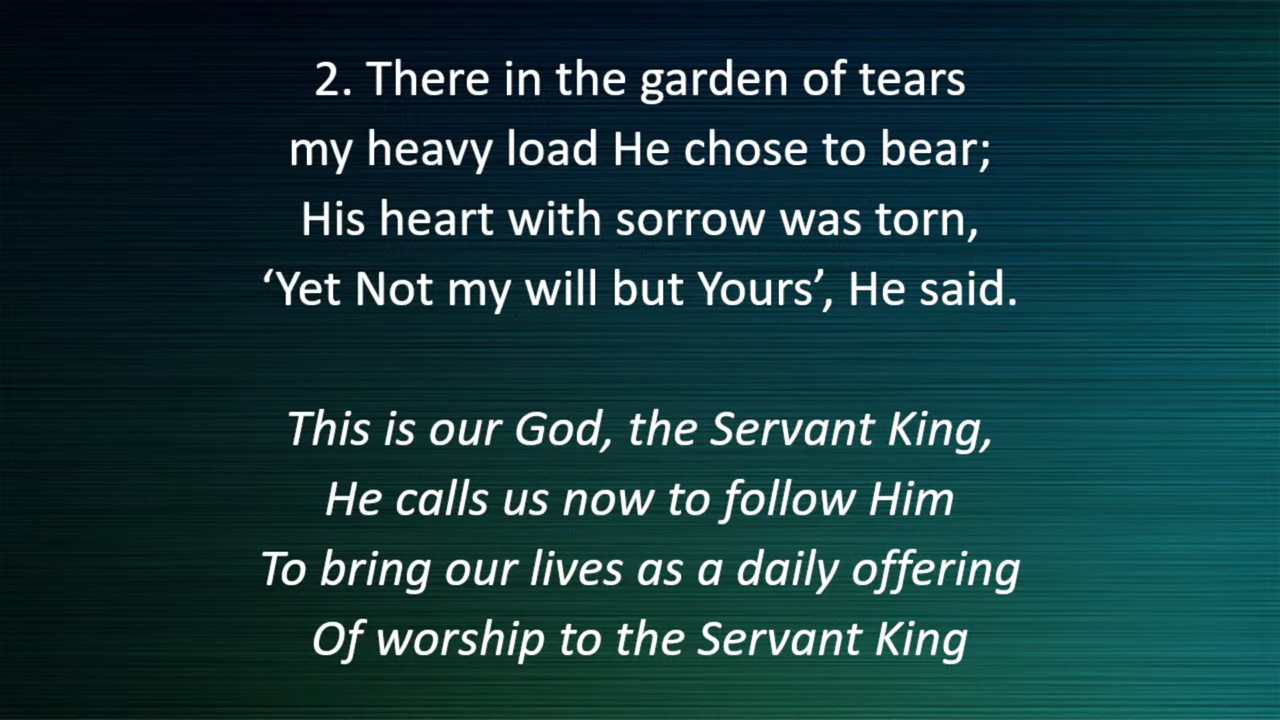 2. There in the garden of tears
my heavy load He chose to bear;
His heart with sorrow was torn,
‘Yet Not my will but Yours’, He said.
This is our God, the Servant King,
He calls us now to follow Him
To bring our lives as a daily offering
Of worship to the Servant King